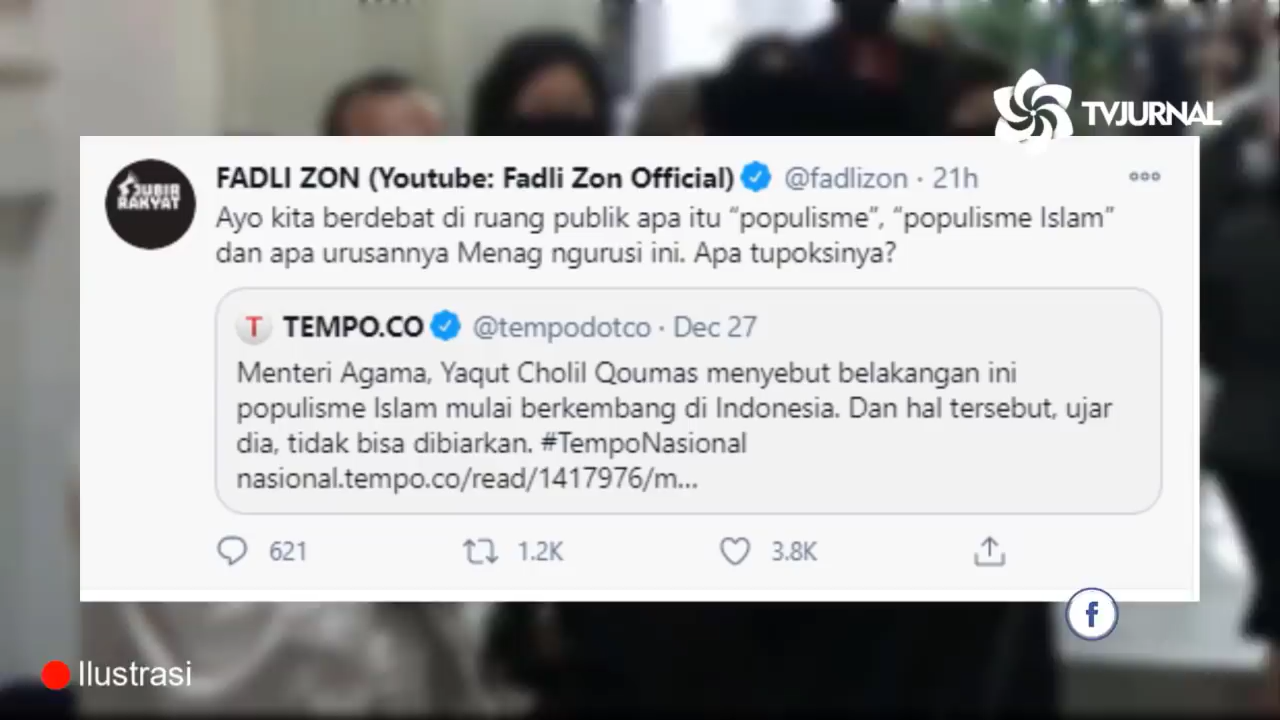 TVJURNAL
JUBIR
RAKYAT
FADLI ZON (Youtube: Fadli Zon Official) @fadlizon · 21h
Ayo kita berdebat di ruang publik apa itu “populisme”, “populisme Islam”
dan apa urusannya Menag ngurusi ini. Apa tupoksinya?
T TEMPO.CO @tempodotco · Dec 27
Menteri Agama, Yaqut Cholil Qoumas menyebut belakangan ini
populisme Islam mulai berkembang di Indonesia. Dan hal tersebut, ujar
dia, tidak bisa dibiarkan. #TempoNasional
nasional.tempo.co/read/1417976/m...
621 1.2K 3.8K
f
Ilustrasi